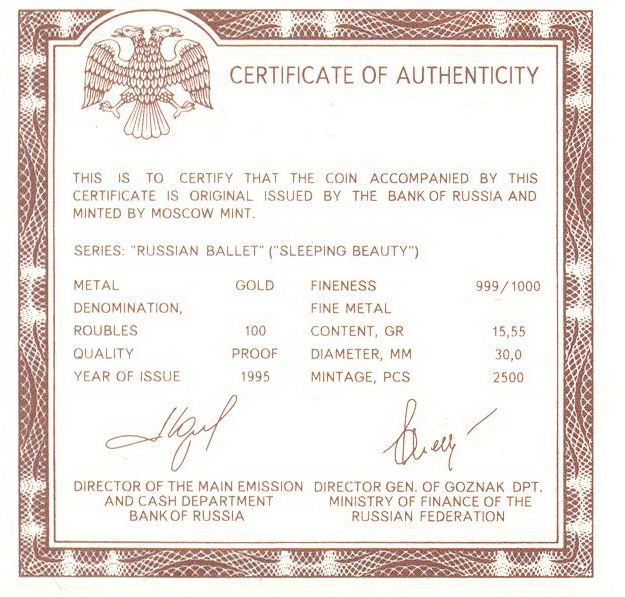 CERTIFICATE OF AUTHENTICITY
THIS IS TO CERTIFY THAT THE COIN ACCOMPANIED BY THIS
CERTIFICATE IS ORIGINAL ISSUED BY THE BANK OF RUSSIA AND
MINTED BY MOSCOW MINT.
SERIES: "RUSSIAN BALLET" ("SLEEPING BEAUTY")
METAL GOLD FINENESS 999/1000
DENOMINATION, FINE METAL
ROUBLES 100 CONTENT, GR 15,55
QUALITY PROOF DIAMETER, MM 30,0
YEAR OF ISSUE 1995 MINTAGE, PCS 2500
DIRECTOR OF THE MAIN EMISSION DIRECTOR GEN. OF GOZNAK DPT.
AND CASH DEPARTMENT MINISTRY OF FINANCE OF THE
BANK OF RUSSIA RUSSIAN FEDERATION